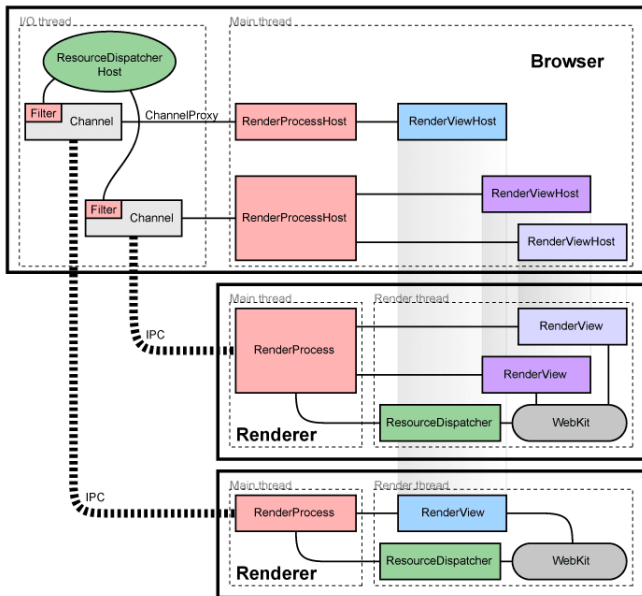 I/O thread
Main thread
ResourceDispatcher
Host
Browser
Filter
Channel
ChannelProxy
RenderProcessHost
RenderViewHost
Filter
Channel
RenderProcessHost
RenderViewHost
RenderViewHost
Main thread
Render thread
IPC
RenderProcess
RenderView
RenderView
ResourceDispatcher
WebKit
Renderer
Main thread
Render thread
IPC
RenderProcess
RenderView
ResourceDispatcher
WebKit
Renderer